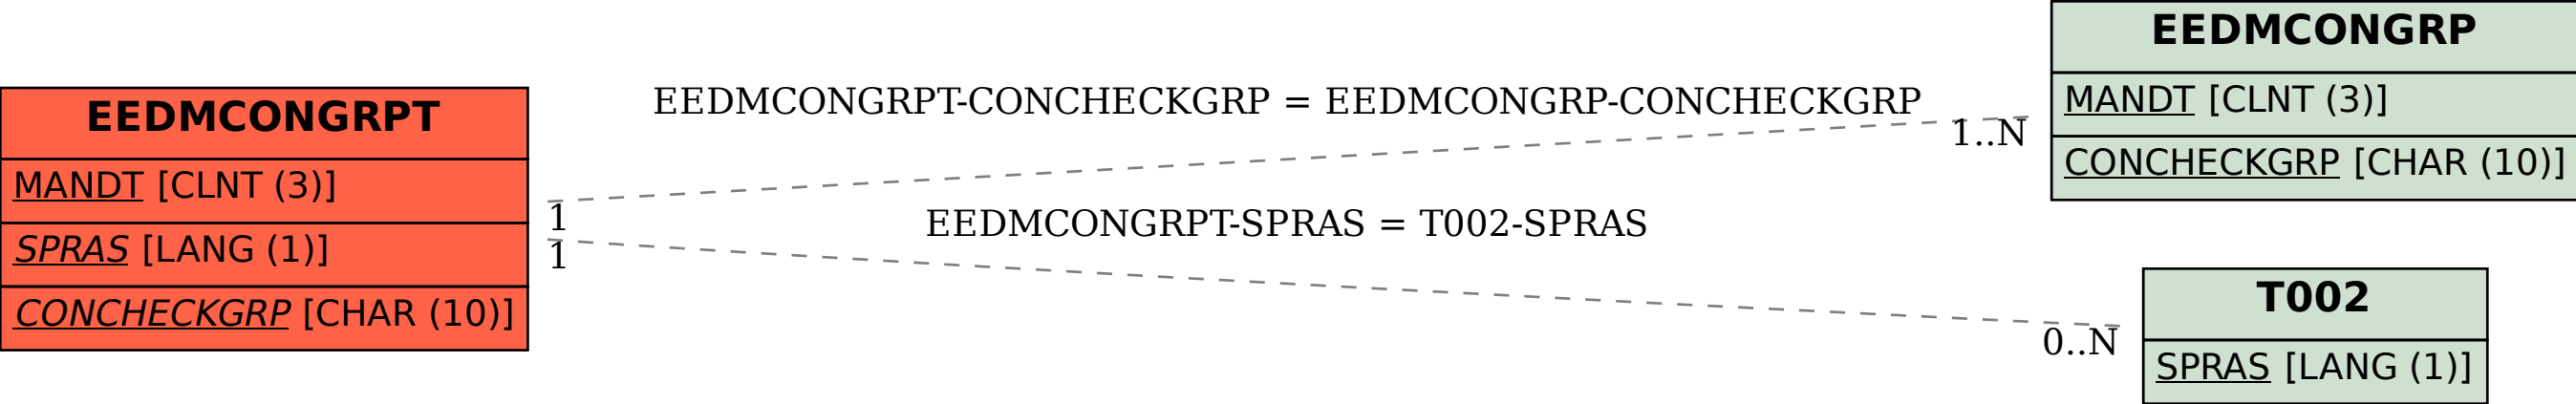 EEDMCONGRPT
MANDT [CLNT (3)]
SPRAS [LANG (1)]
CONCHECKGRP [CHAR (10)]
EEDMCONGRPT-CONCHECKGRP = EEDMCONGRP-CONCHECKGRP
1..N
1
EEDMCONGRPT-SPRAS = T002-SPRAS
1
0..N
EEDMCONGRP
MANDT [CLNT (3)]
CONCHECKGRP [CHAR (10)]
T002
SPRAS [LANG (1)]